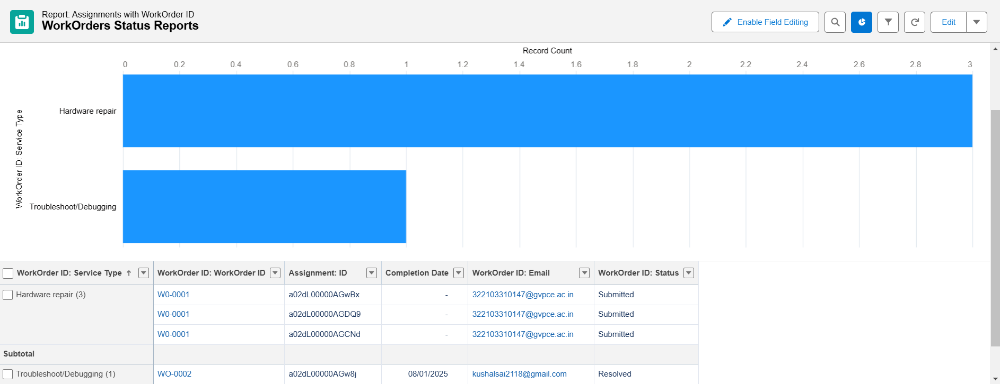 Report: Assignments with WorkOrder ID
WorkOrders Status Reports
Enable Field Editing
Edit
Record Count
0 0.2 0.4 0.6 0.8 1 1.2 1.4 1.6 1.8 2 2.2 2.4 2.6 2.8 3
WorkOrder ID: Service Type
Hardware repair
Troubleshoot/Debugging
WorkOrder ID: Service Type ↑ WorkOrder ID: WorkOrder ID Assignment: ID Completion Date WorkOrder ID: Email WorkOrder ID: Status
Hardware repair (3) W0-0001 a02dL00000AGwBx - 322103310147@gvpce.ac.in Submitted
W0-0001 a02dL00000AGDQ9 - 322103310147@gvpce.ac.in Submitted
W0-0001 a02dL00000AGCNd - 322103310147@gvpce.ac.in Submitted
Subtotal
Troubleshoot/Debugging (1) WO-0002 a02dL00000AGw8j 08/01/2025 kushalsai2118@gmail.com Resolved